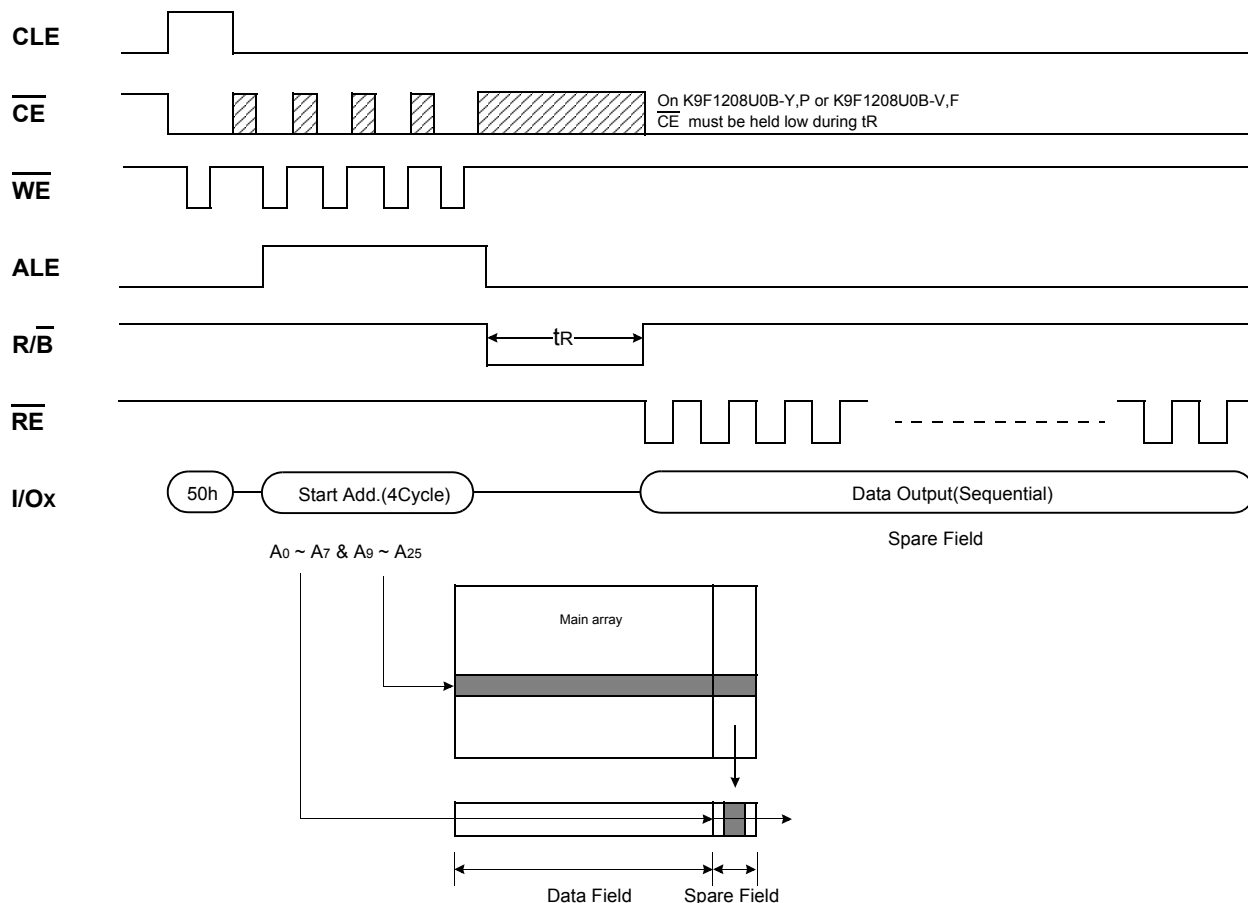 CLE
CE
On K9F1208U0B-Y,P or K9F1208U0B-V,F
CE must be held low during tR
WE
ALE
R/B
tR
RE
I/Ox
50h
Start Add.(4Cycle)
Data Output(Sequential)
Spare Field
A0 ~ A7 & A9 ~ A25
Main array
Data Field
Spare Field